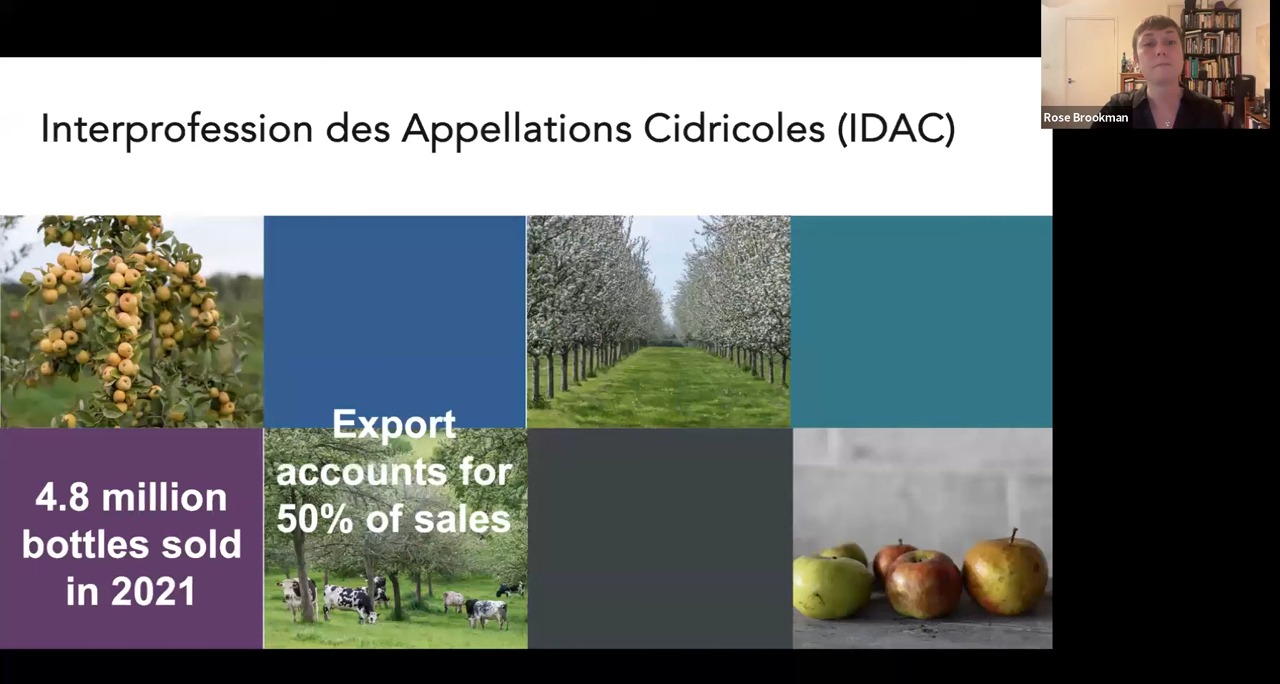 Interprofession des Appellations Cidricoles (IDAC)
Rose Brookman
Export
accounts for
50% of sales
4.8 million
bottles sold
in 2021